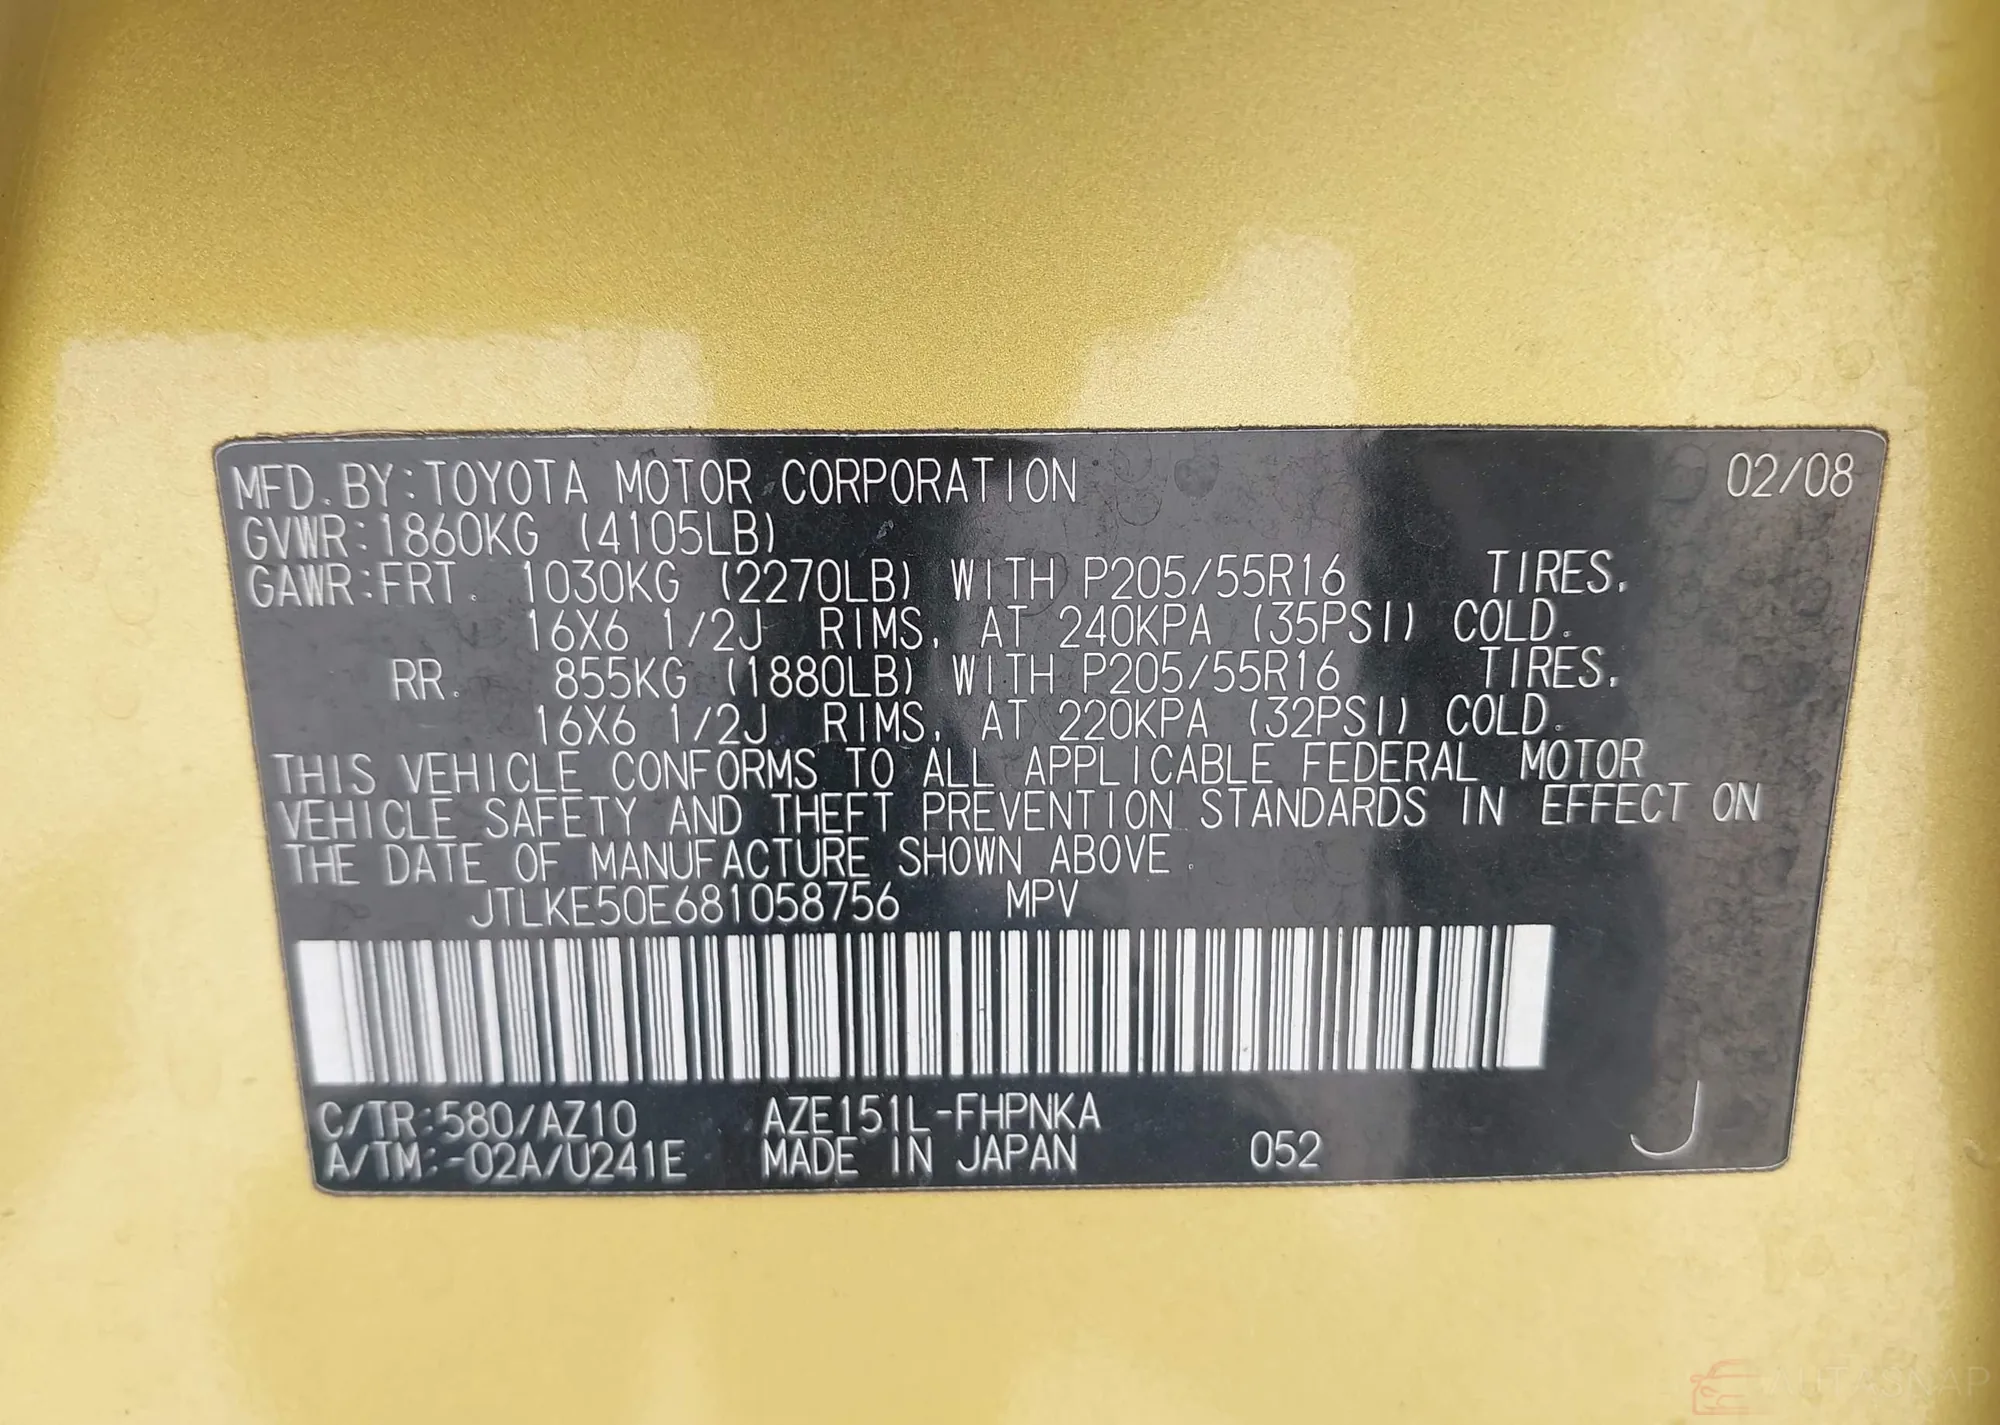 MFD. BY: TOYOTA MOTOR CORPORATION 02/08
GVWR: 1860KG (4105LB)
GAWR: FRT. 1030KG (2270LB) WITH P205/55R16 TIRES,
16X6 1/2J RIMS, AT 240KPA (35PSI) COLD.
RR. 855KG (1880LB) WITH P205/55R16 TIRES,
16X6 1/2J RIMS, AT 220KPA (32PSI) COLD.
THIS VEHICLE CONFORMS TO ALL APPLICABLE FEDERAL MOTOR
VEHICLE SAFETY AND THEFT PREVENTION STANDARDS IN EFFECT ON
THE DATE OF MANUFACTURE SHOWN ABOVE.
JTLKE50E681058756 MPV
C/TR: 580/AZ10 AZE151L-FHPNKA
A/TM: -02A/U241E MADE IN JAPAN 052 J
AUTASNAP